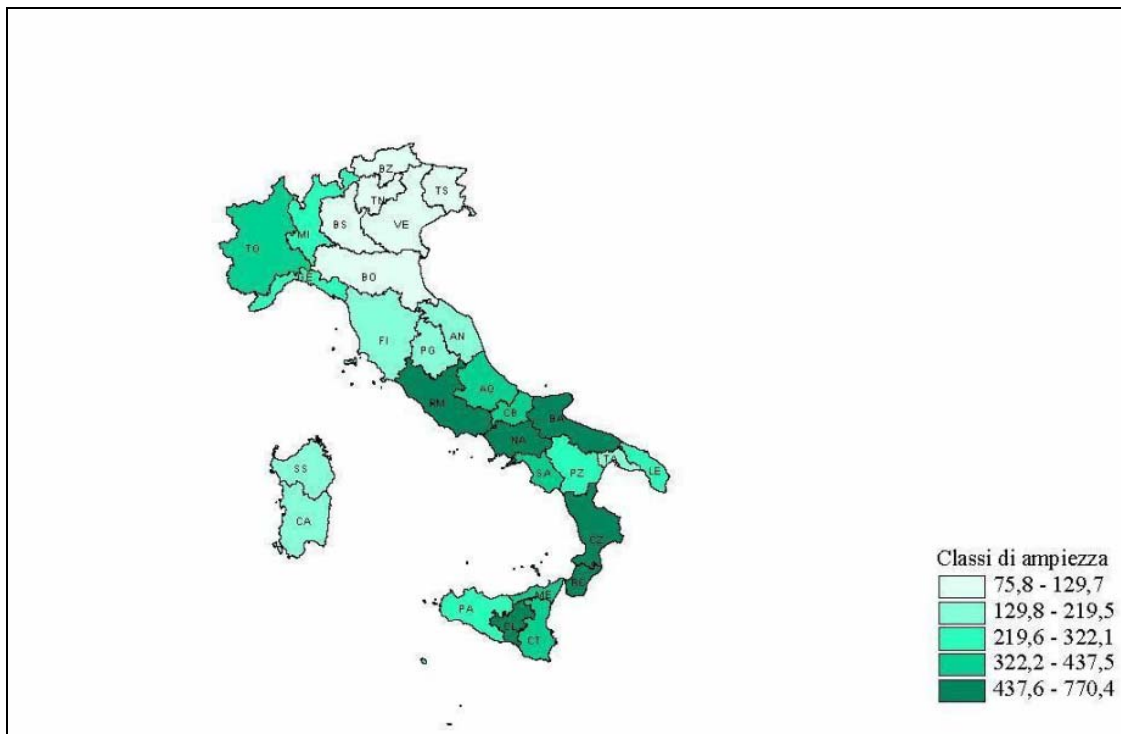 BZ
TS
TN
BS
VE
MI
TO
BO
GE
AN
FI
PG
AQ
RM
CB
BA
NA
TA
SA
PZ
LE
SS
CA
CZ
RC
ME
PA
CL
CT
Classi di ampiezza
75,8 - 129,7
129,8 - 219,5
219,6 - 322,1
322,2 - 437,5
437,6 - 770,4